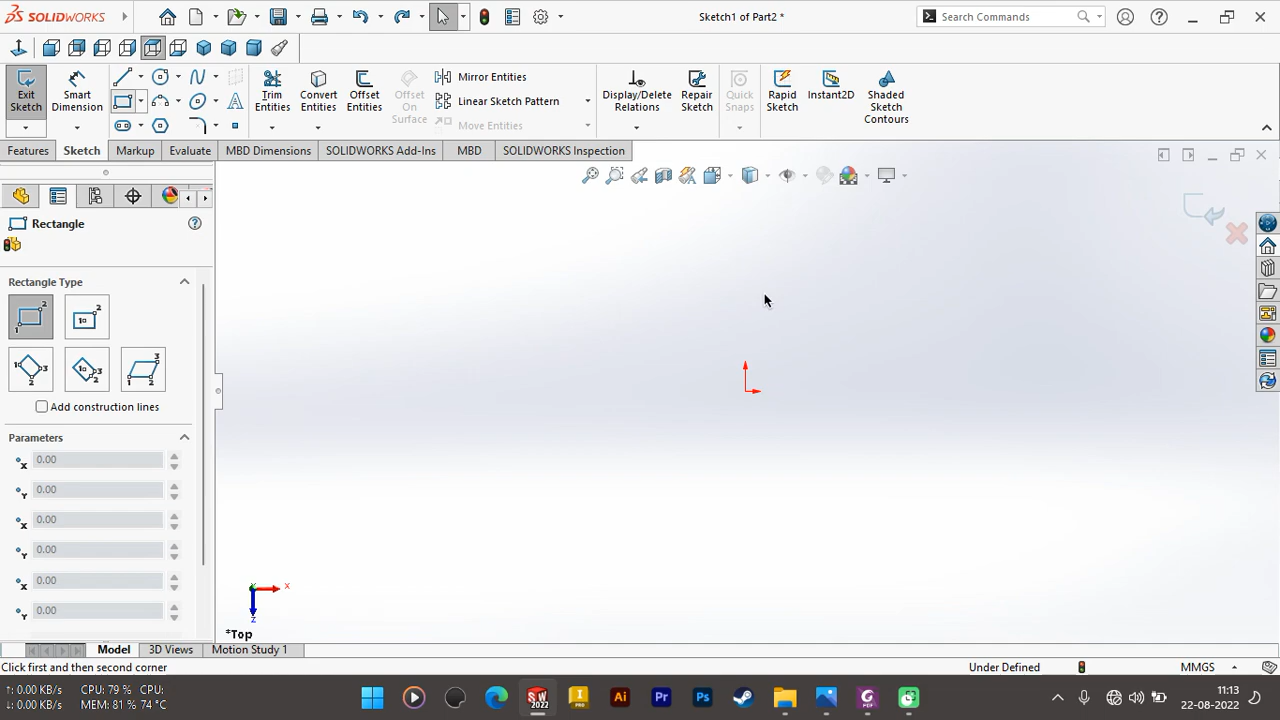 SOLIDWORKS
Sketch1 of Part2 *
Search Commands
Exit Sketch
Smart Dimension
Trim Entities
Convert Entities
Offset Entities
Offset On Surface
Mirror Entities
Linear Sketch Pattern
Move Entities
Display/Delete Relations
Repair Sketch
Quick Snaps
Rapid Sketch
Instant2D
Shaded Sketch Contours
Features
Sketch
Markup
Evaluate
MBD Dimensions
SOLIDWORKS Add-Ins
MBD
SOLIDWORKS Inspection
Rectangle
Rectangle Type
Add construction lines
Parameters
0.00
0.00
0.00
0.00
0.00
0.00
*Top
Model
3D Views
Motion Study 1
Click first and then second corner
Under Defined
MMGS
↑: 0.00 KB/s CPU: 79 % CPU:
↓: 0.00 KB/s MEM: 83 % 74 °C
11:13
22-08-2022